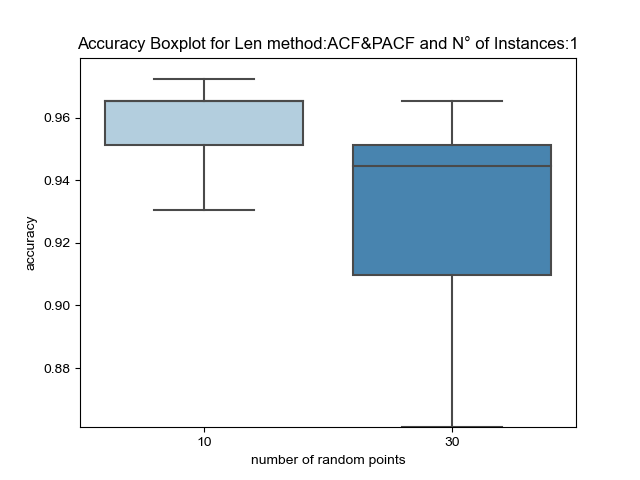 Accuracy Boxplot for Len method:ACF&PACF and N° of Instances:1
0.96
0.94
0.92
0.90
0.88
accuracy
10
30
number of random points